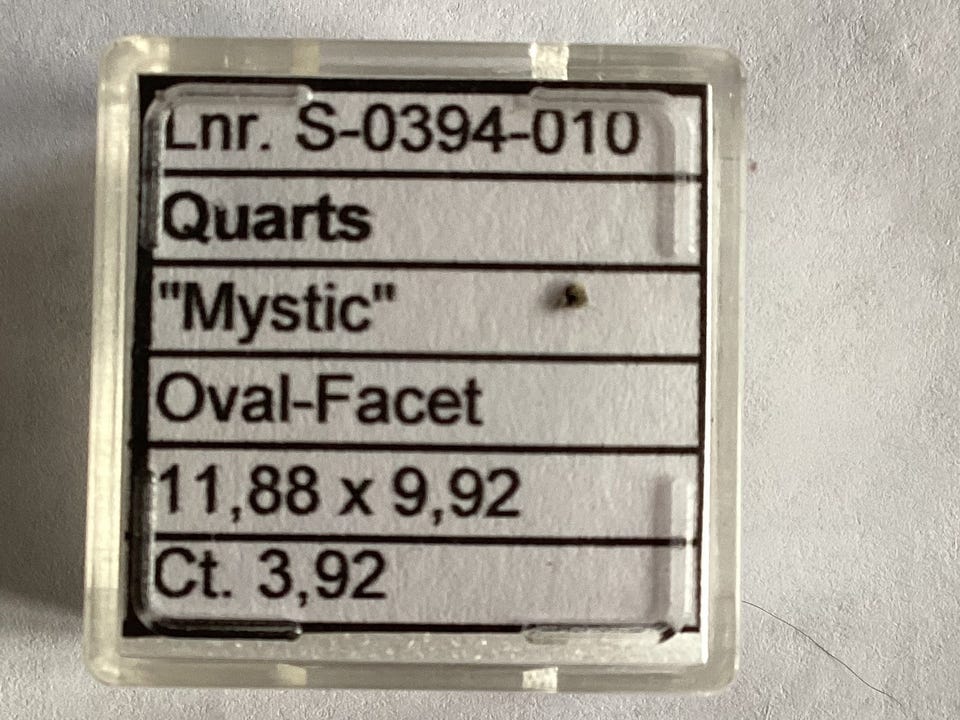 Lnr. S-0394-010
Quarts
"Mystic"
Oval-Facet
11,88 x 9,92
Ct. 3,92